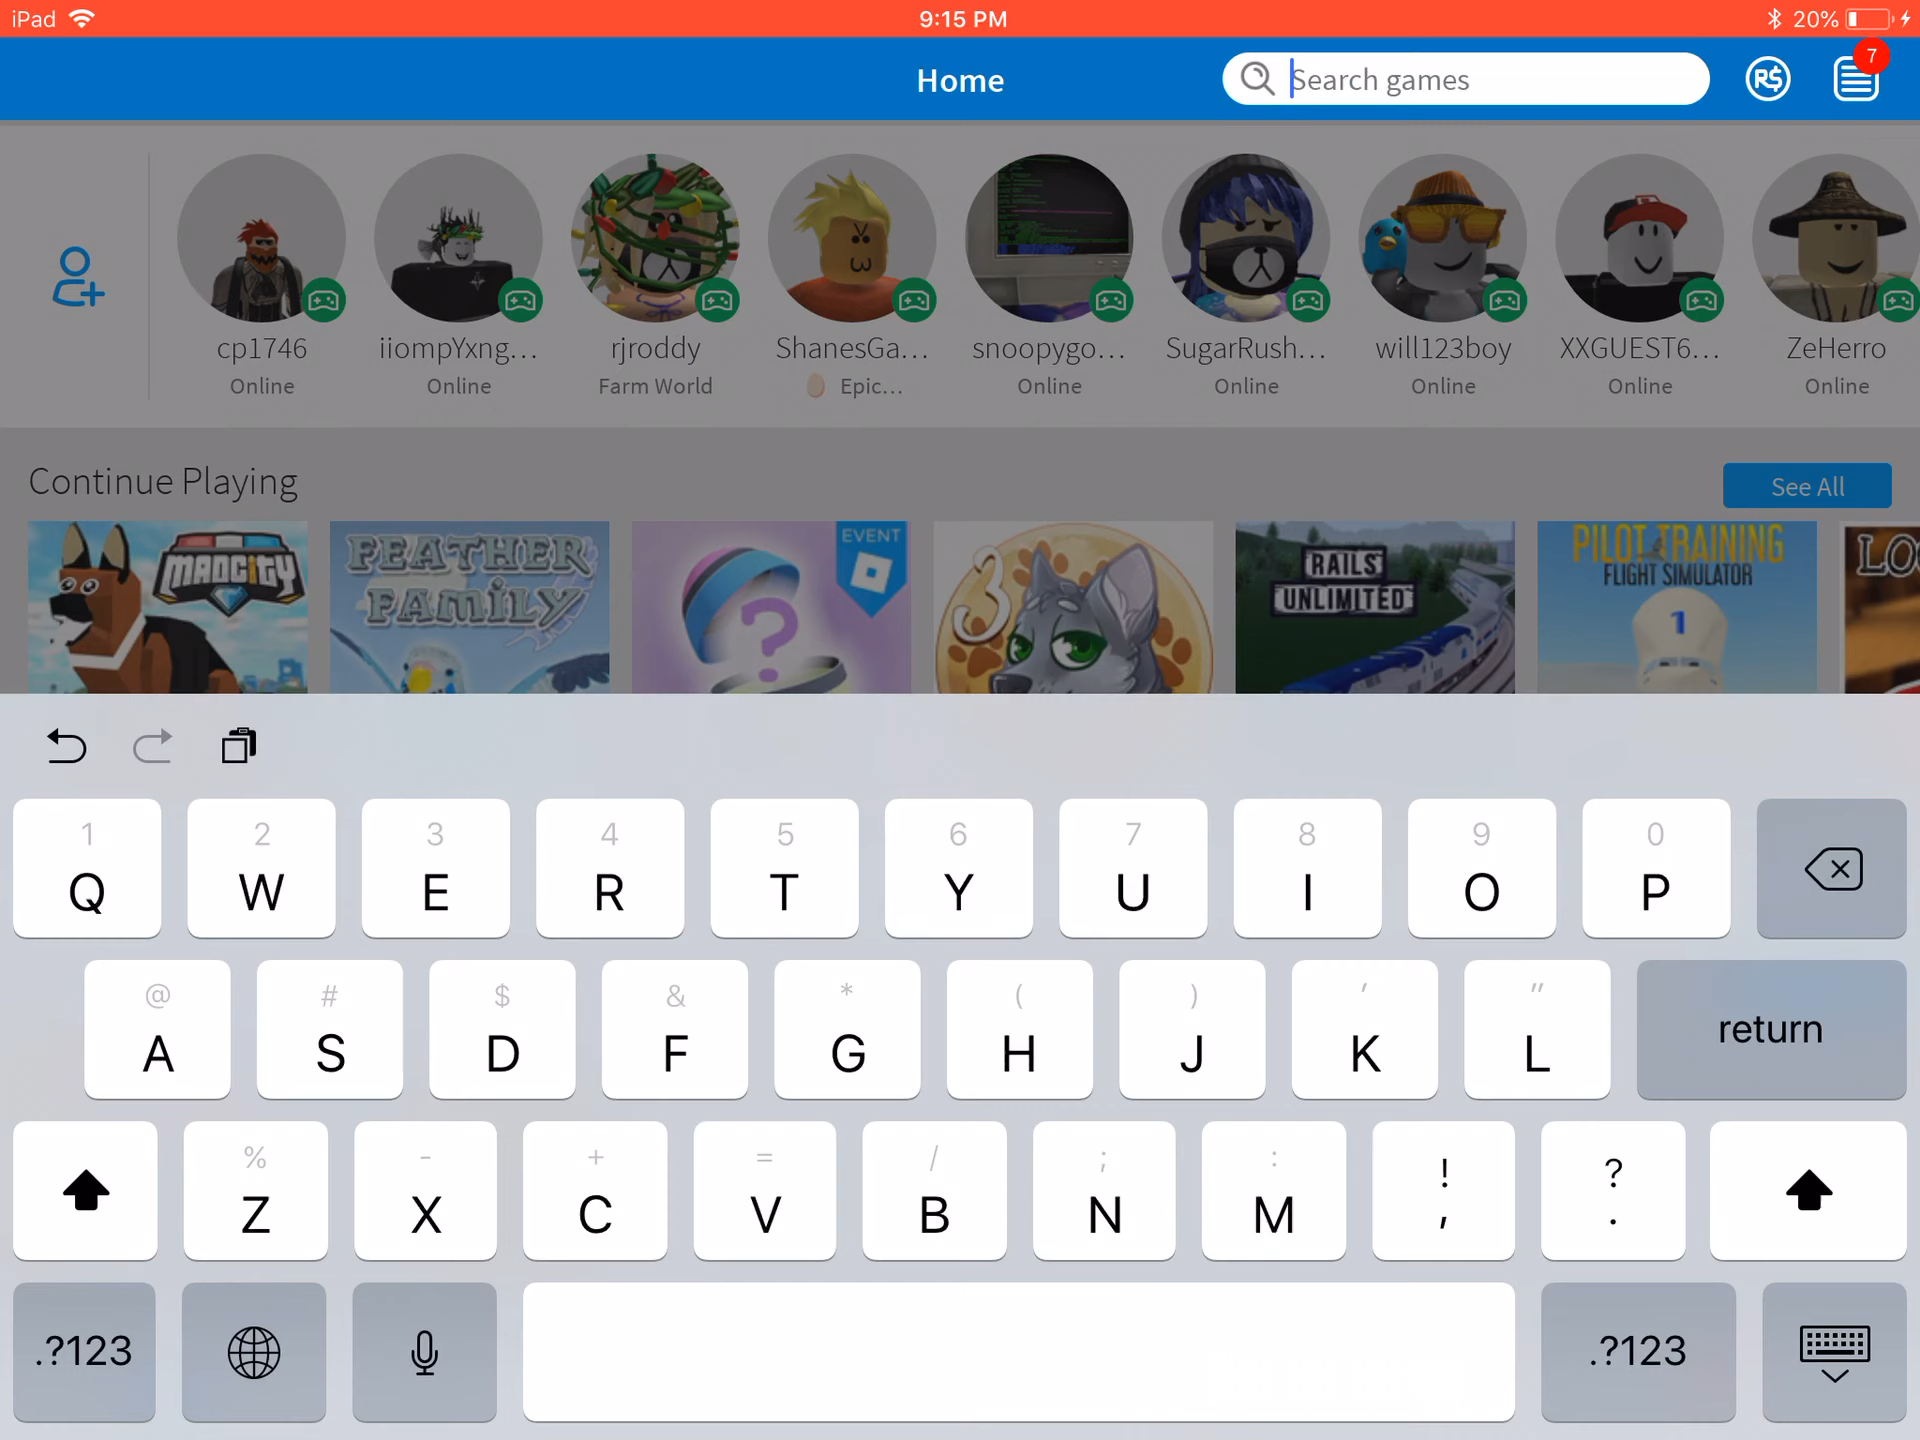 iPad 9:15 PM 20%
Home Search games R$ 7
cp1746 iiompYxng... rjroddy ShanesGa... snoopygo... SugarRush... will123boy XXGUEST6... ZeHerro
Online Online Farm World Epic... Online Online Online Online Online
Continue Playing See All
MADCITY FEATHER FAMILY ? EVENT 3 RAILS UNLIMITED PILOT TRAINING FLIGHT SIMULATOR 1 LO
1 2 3 4 5 6 7 8 9 0
Q W E R T Y U I O P
@ # $ & * ( ) ' "
A S D F G H J K L return
% - + = / ; : ! ?
Z X C V B N M , .
.?123 .?123